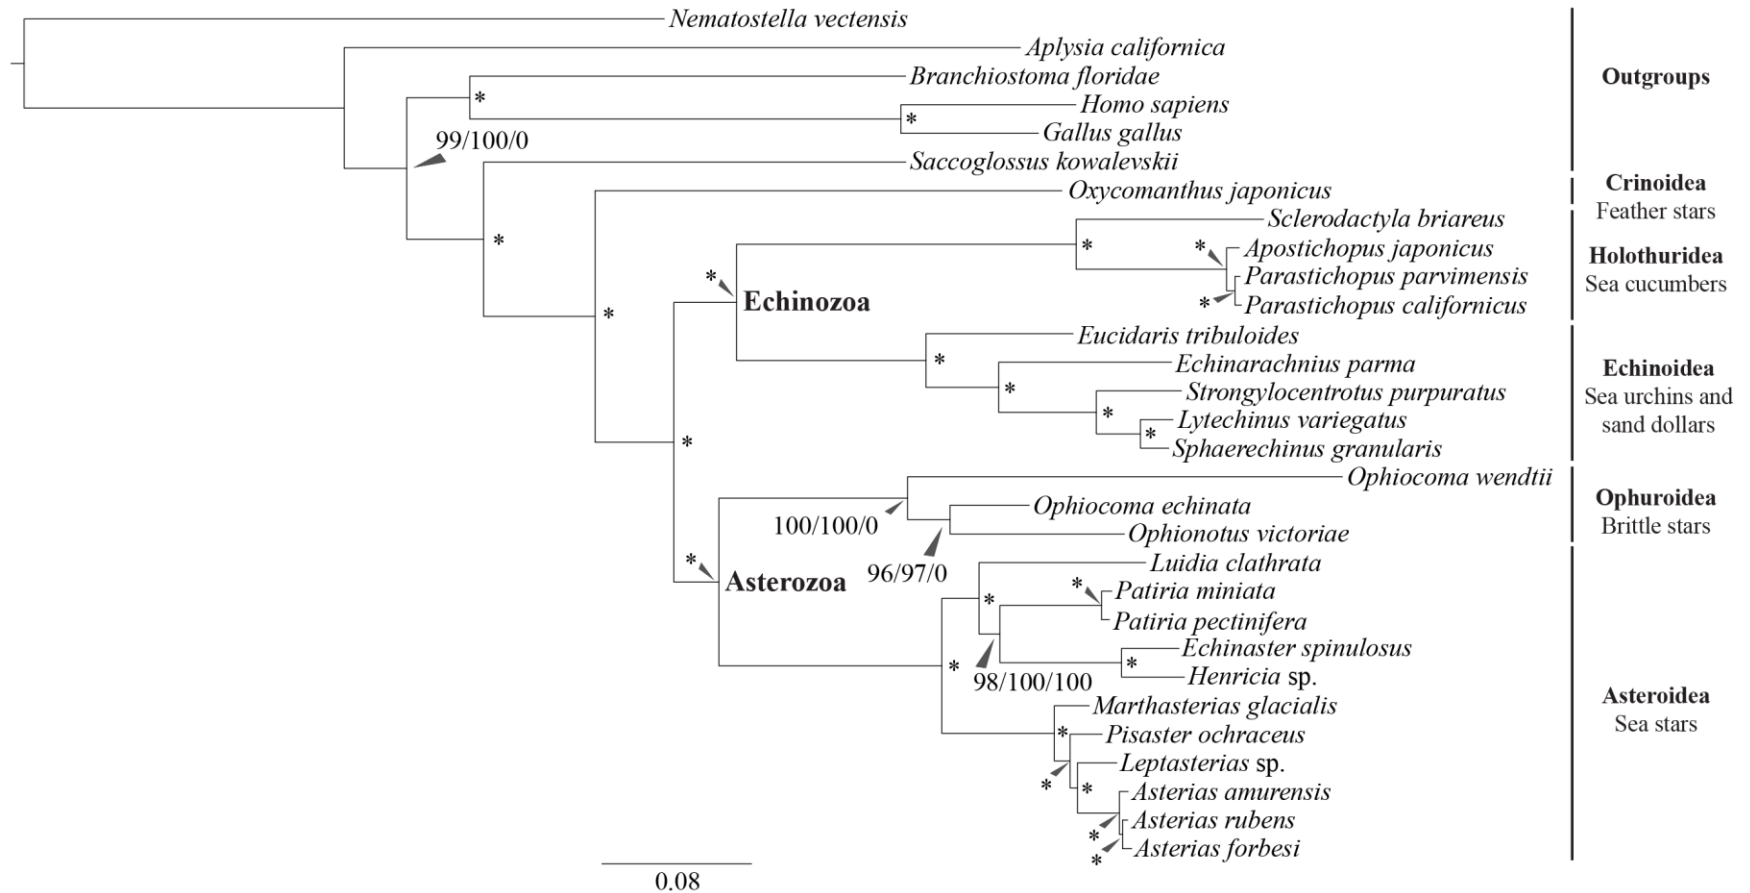 Nematostella vectensis
Aplysia californica
Branchiostoma floridae
*
Homo sapiens
*
Gallus gallus
99/100/0
Saccoglossus kowalevskii
*
Oxycomanthus japonicus
*
Sclerodactyla briareus
*
Apostichopus japonicus
*
Parastichopus parvimensis
*
Parastichopus californicus
*
Echinozoa
Eucidaris tribuloides
*
Echinarachnius parma
*
Strongylocentrotus purpuratus
*
Lytechinus variegatus
*
Sphaerechinus granularis
*
Ophiocoma wendtii
100/100/0
Ophiocoma echinata
Ophionotus victoriae
96/97/0
*
Asterozoa
Luidia clathrata
*
Patiria miniata
*
Patiria pectinifera
Echinaster spinulosus
*
Henricia sp.
98/100/100
*
Marthasterias glacialis
*
Pisaster ochraceus
*
Leptasterias sp.
*
Asterias amurensis
*
Asterias rubens
*
Asterias forbesi
0.08
Outgroups
Crinoidea
Feather stars
Holothuridea
Sea cucumbers
Echinoidea
Sea urchins and
sand dollars
Ophuroidea
Brittle stars
Asteroidea
Sea stars